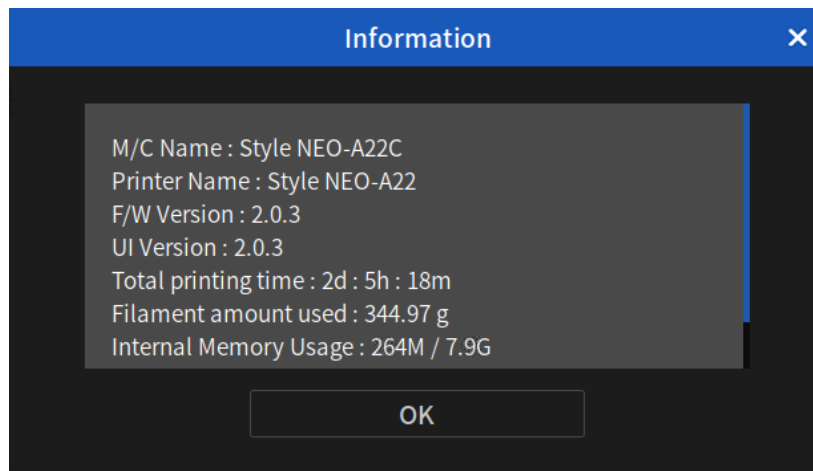 Information
M/C Name : Style NEO-A22C
Printer Name : Style NEO-A22
F/W Version : 2.0.3
UI Version : 2.0.3
Total printing time : 2d : 5h : 18m
Filament amount used : 344.97 g
Internal Memory Usage : 264M / 7.9G
OK